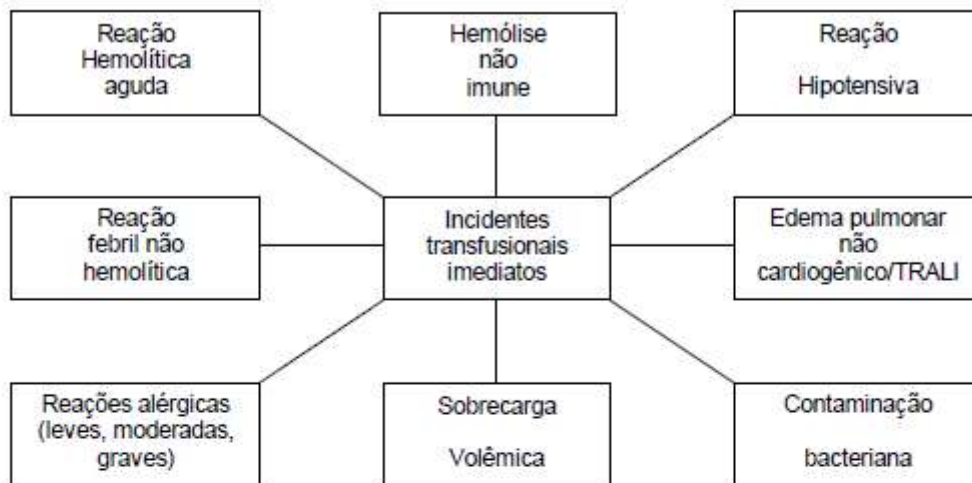 Reação
Hemolítica
aguda
Hemólise
não
imune
Reação
Hipotensiva
Reação
febril não
hemolítica
Incidentes
transfusionais
imediatos
Edema pulmonar
não
cardiogênico/TRALI
Reações alérgicas
(leves, moderadas,
graves)
Sobrecarga
Volêmica
Contaminação
bacteriana